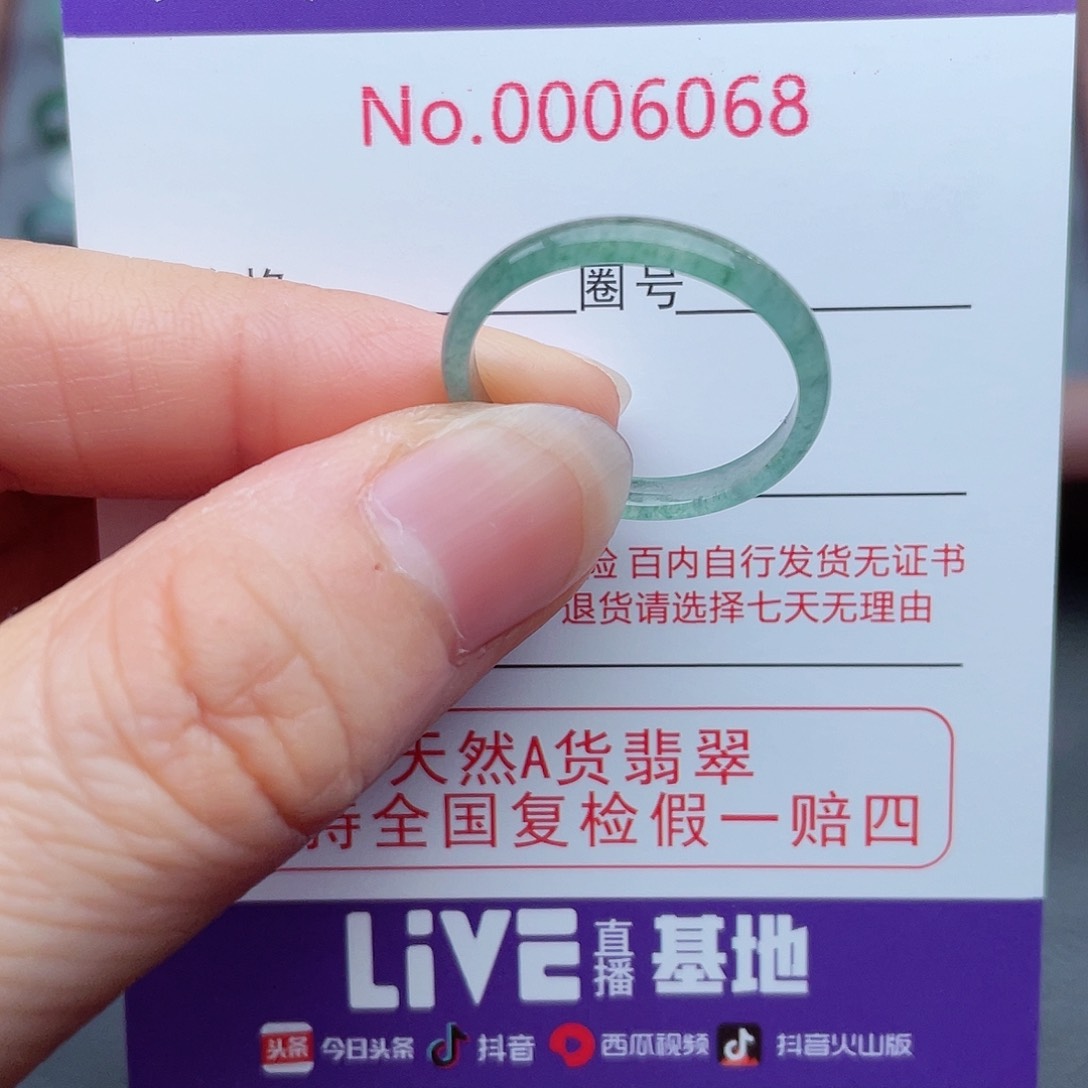 No.0006068
圈号
百内自行发货无证书
退货请选择七天无理由
天然A货翡翠
持全国复检假一赔四
LiVE直播基地
头条 今日头条 抖音 西瓜视频 抖音火山版